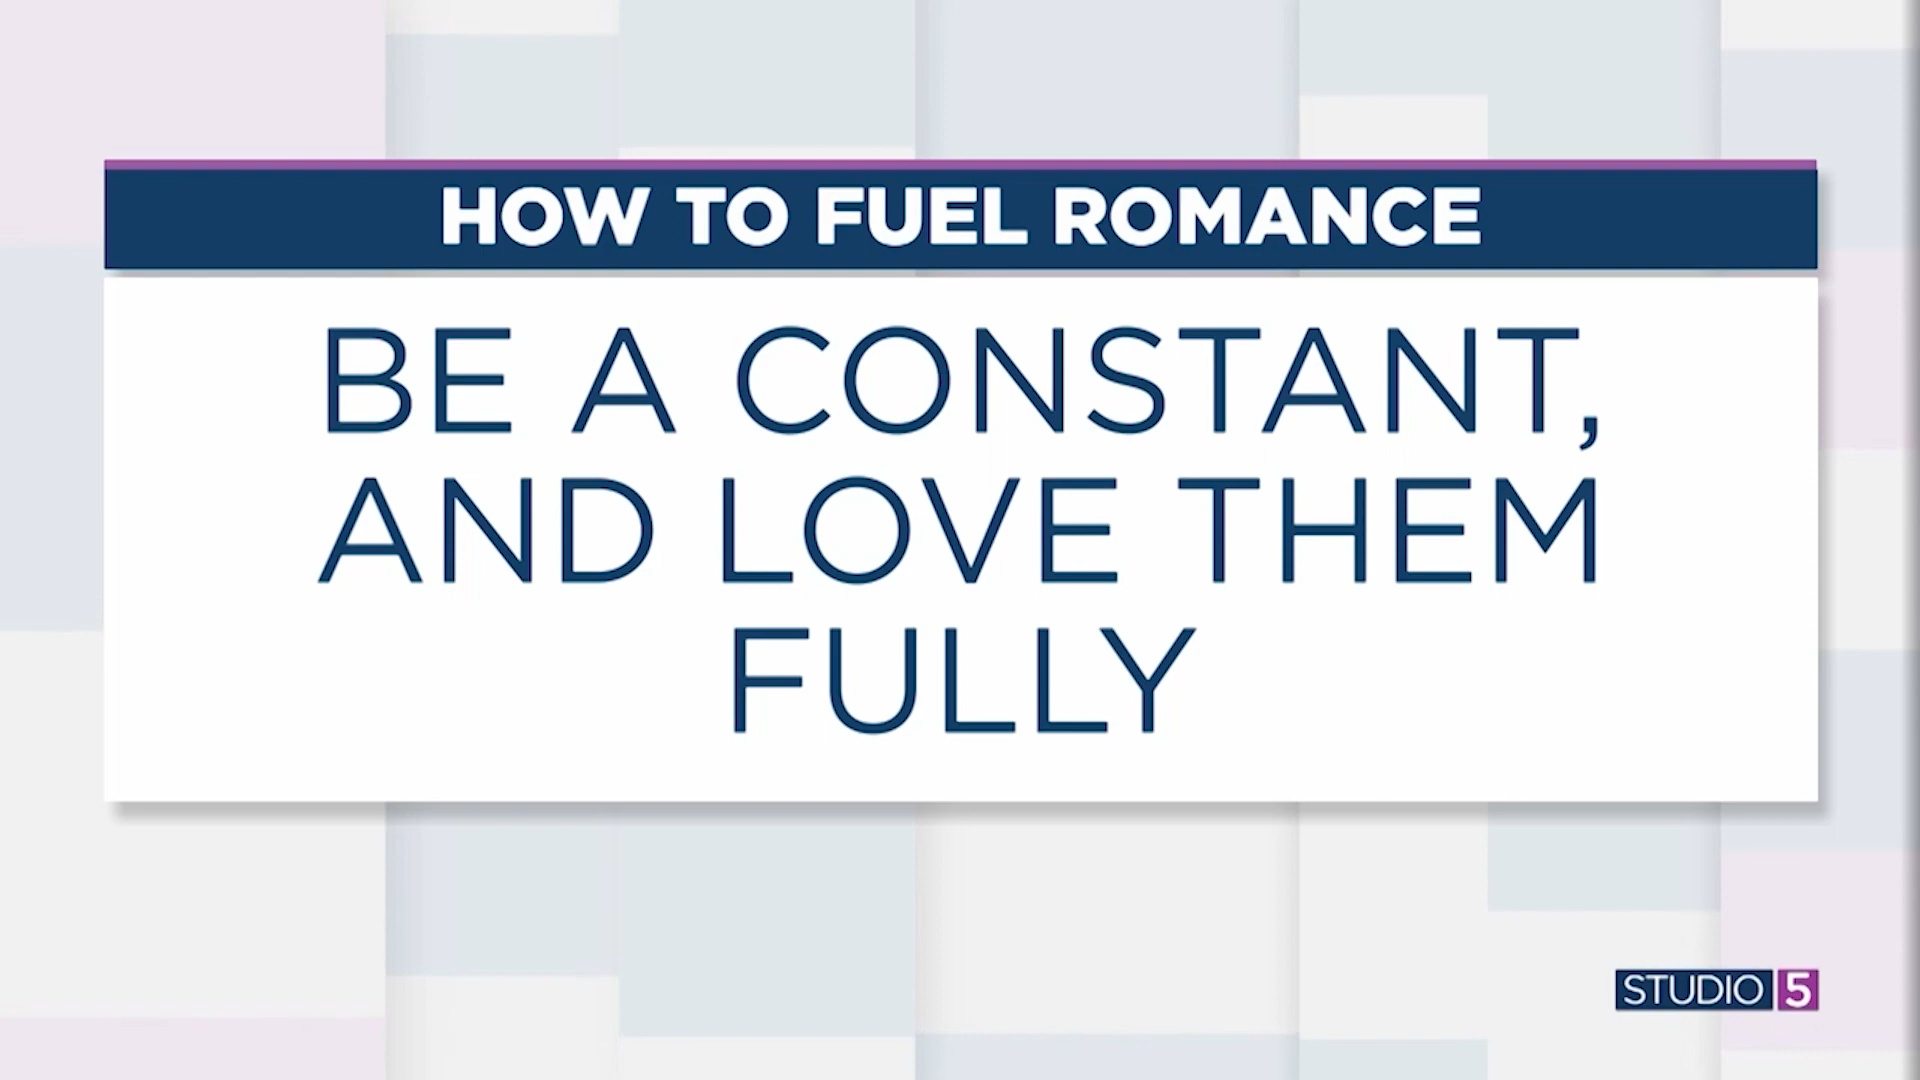 HOW TO FUEL ROMANCE
BE A CONSTANT,
AND LOVE THEM
FULLY
STUDIO 5